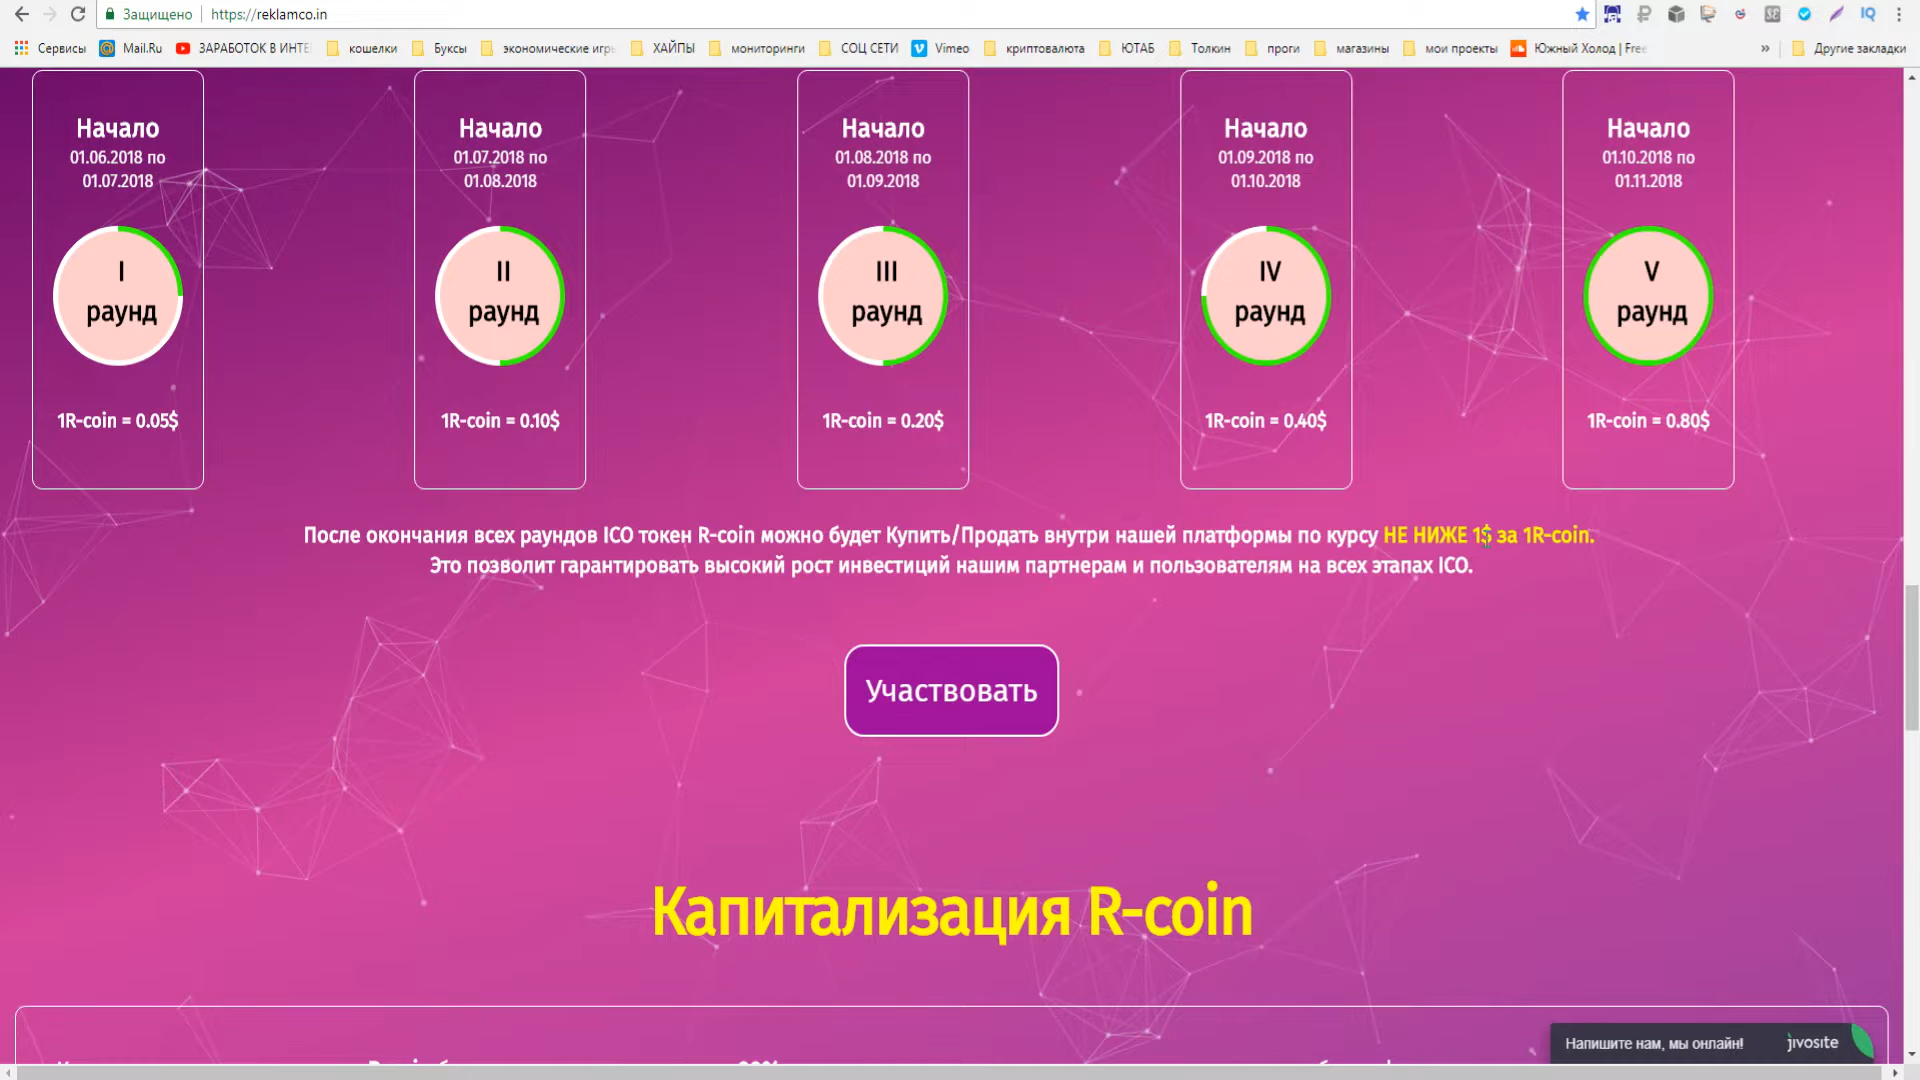 Защищено
https://reklamco.in
Сервисы
Mail.Ru
ЗАРАБОТОК В ИНТЕ
кошелки
Буксы
экономические игры
ХАЙПЫ
мониторинги
СОЦ СЕТИ
Vimeo
криптовалюта
ЮТАБ
Толкин
проги
магазины
мои проекты
Южный Холод | Free
»
Другие закладки
Начало
01.06.2018 по
01.07.2018
I
раунд
1R-coin = 0.05$
Начало
01.07.2018 по
01.08.2018
II
раунд
1R-coin = 0.10$
Начало
01.08.2018 по
01.09.2018
III
раунд
1R-coin = 0.20$
Начало
01.09.2018 по
01.10.2018
IV
раунд
1R-coin = 0.40$
Начало
01.10.2018 по
01.11.2018
V
раунд
1R-coin = 0.80$
После окончания всех раундов ICO токен R-coin можно будет Купить/Продать внутри нашей платформы по курсу НЕ НИЖЕ 1$ за 1R-coin.
Это позволит гарантировать высокий рост инвестиций нашим партнерам и пользователям на всех этапах ICO.
Участвовать
Капитализация R-coin
Напишите нам, мы онлайн!
jivosite